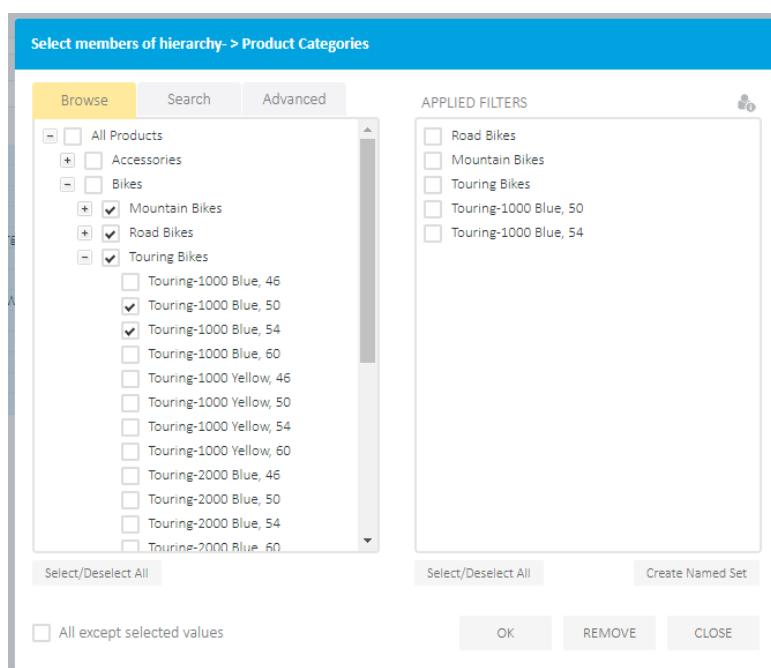 Select members of hierarchy- > Product Categories
Browse
Search
Advanced
All Products
Accessories
Bikes
Mountain Bikes
Road Bikes
Touring Bikes
Touring-1000 Blue, 46
Touring-1000 Blue, 50
Touring-1000 Blue, 54
Touring-1000 Blue, 60
Touring-1000 Yellow, 46
Touring-1000 Yellow, 50
Touring-1000 Yellow, 54
Touring-1000 Yellow, 60
Touring-2000 Blue, 46
Touring-2000 Blue, 50
Touring-2000 Blue, 54
Touring-2000 Blue, 60
Select/Deselect All
APPLIED FILTERS
Road Bikes
Mountain Bikes
Touring Bikes
Touring-1000 Blue, 50
Touring-1000 Blue, 54
Select/Deselect All
Create Named Set
All except selected values
OK
REMOVE
CLOSE